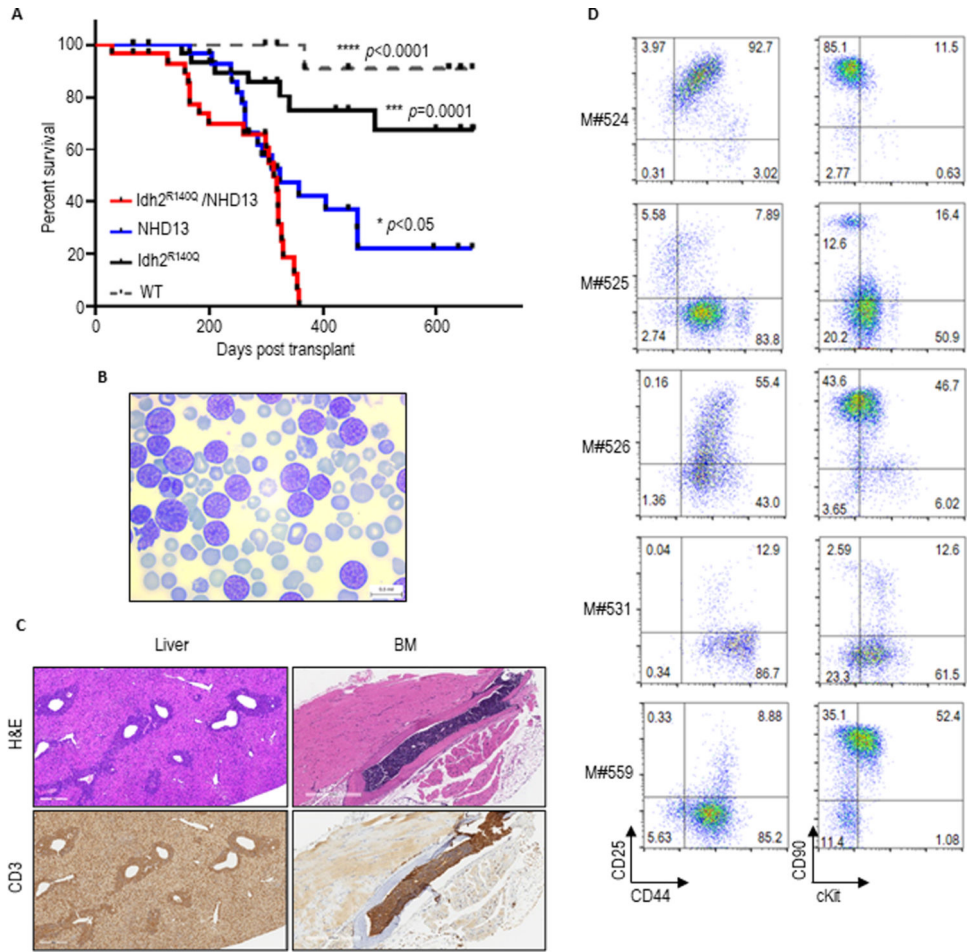 A
100
80
60
40
20
0
Percent survival
**** p<0.0001
*** p=0.0001
* p<0.05
Idh2R140Q /NHD13
NHD13
Idh2R140Q
WT
0
200
400
600
Days post transplant
B
C
Liver
BM
H&E
CD3
D
M#524
3.97
92.7
0.31
3.02
85.1
11.5
2.77
0.63
M#525
5.58
7.89
2.74
83.8
12.6
16.4
20.2
50.9
M#526
0.16
55.4
1.36
43.0
43.6
46.7
3.65
6.02
M#531
0.04
12.9
0.34
86.7
2.59
12.6
23.3
61.5
M#559
0.33
8.88
5.63
85.2
35.1
52.4
11.4
1.08
CD25
CD44
CD90
cKit